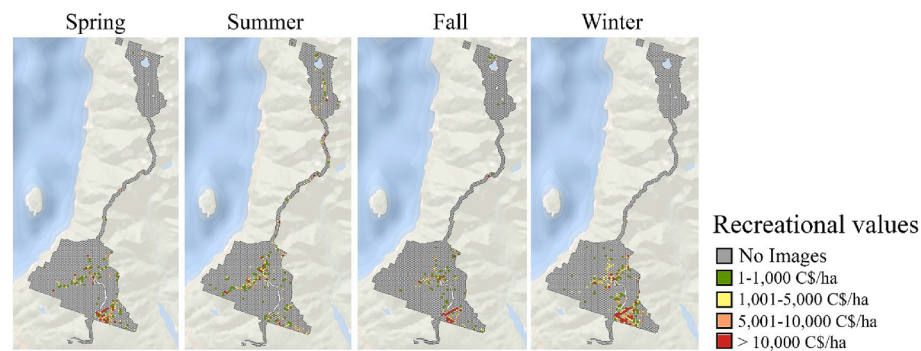 Spring
Summer
Fall
Winter
Recreational values
No Images
1-1,000 C$/ha
1,001-5,000 C$/ha
5,001-10,000 C$/ha
> 10,000 C$/ha